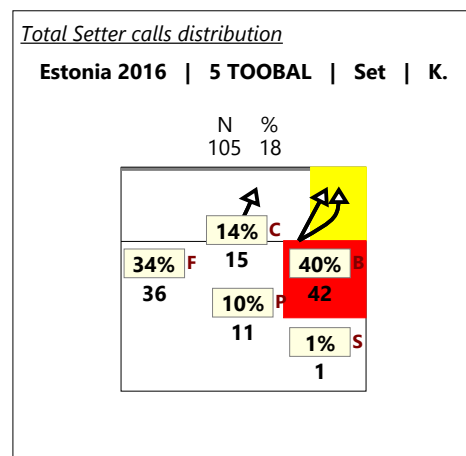 Total Setter calls distribution
Estonia 2016 | 5 TOOBAL | Set | K.
N %
105 18
14% C
15
34% F
36
40% B
42
10% P
11
1% S
1